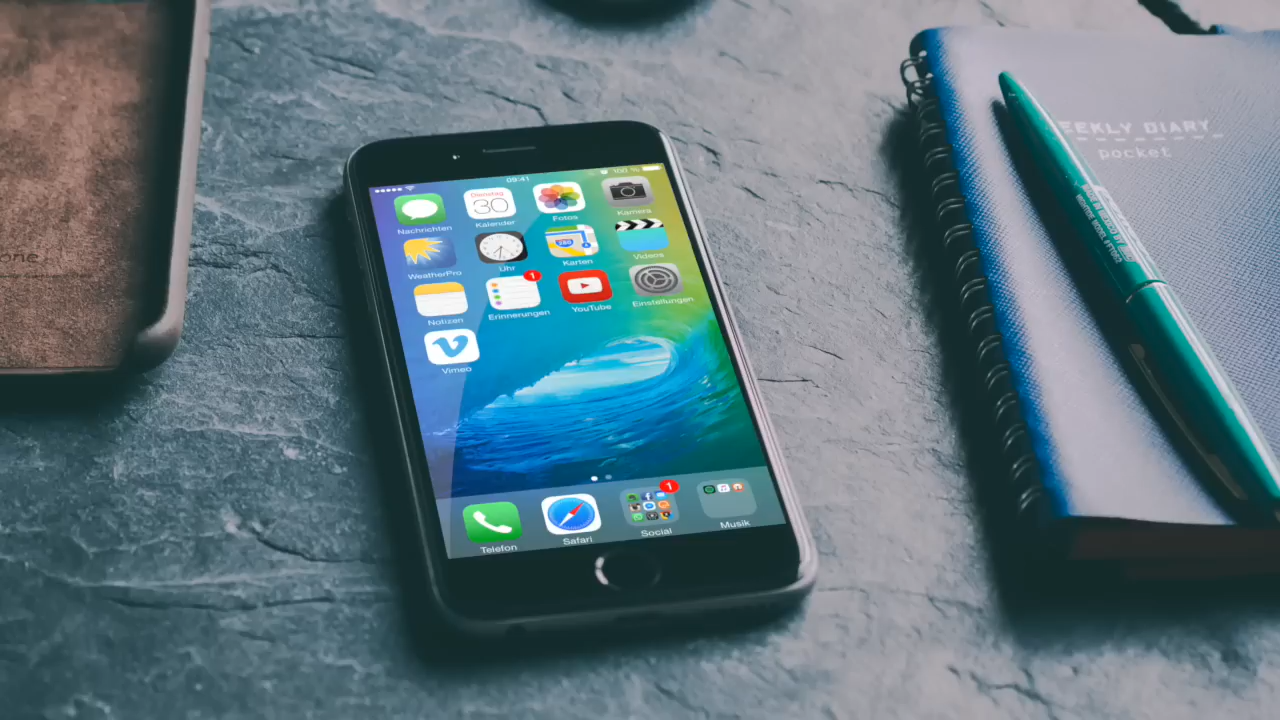 09:41
100 %
Dienstag
30
Nachrichten
Kalender
Fotos
Kamera
WeatherPro
Uhr
Karten
280
Videos
Notizen
1
Erinnerungen
YouTube
Einstellungen
Vimeo
1
Telefon
Safari
Social
Musik
EEKLY DIARY
pocket
one